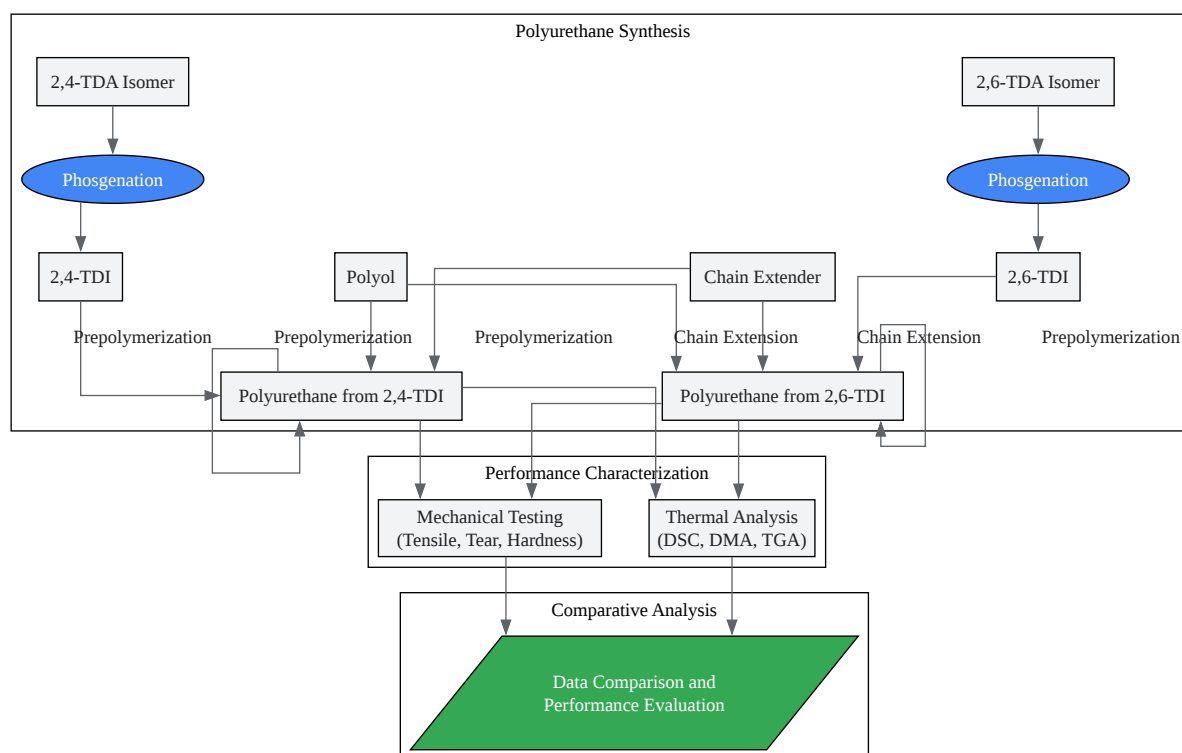 Polyurethane Synthesis
2,4-TDA Isomer
2,6-TDA Isomer
Phosgenation
Phosgenation
2,4-TDI
Polyol
Chain Extender
2,6-TDI
Prepolymerization
Prepolymerization
Prepolymerization
Chain Extension
Chain Extension
Prepolymerization
Polyurethane from 2,4-TDI
Polyurethane from 2,6-TDI
Performance Characterization
Mechanical Testing
(Tensile, Tear, Hardness)
Thermal Analysis
(DSC, DMA, TGA)
Comparative Analysis
Data Comparison and
Performance Evaluation